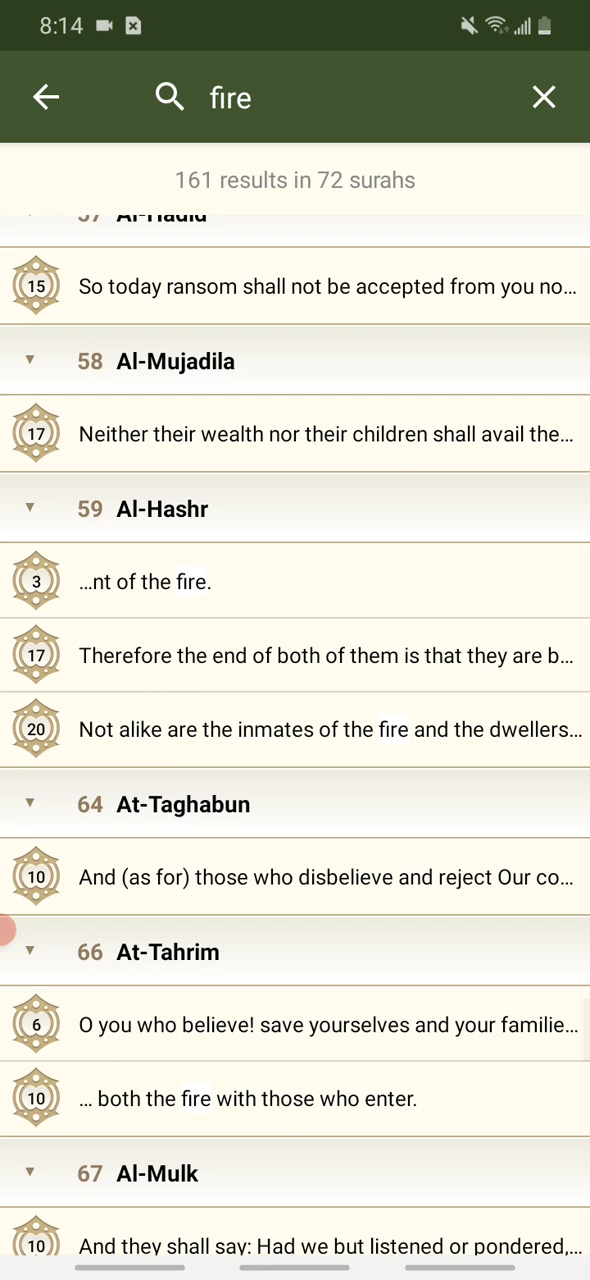 8:14
fire
161 results in 72 surahs
57 Al-Hadid
15 So today ransom shall not be accepted from you no...
58 Al-Mujadila
17 Neither their wealth nor their children shall avail the...
59 Al-Hashr
3 ...nt of the fire.
17 Therefore the end of both of them is that they are b...
20 Not alike are the inmates of the fire and the dwellers...
64 At-Taghabun
10 And (as for) those who disbelieve and reject Our co...
66 At-Tahrim
6 O you who believe! save yourselves and your familie...
10 ... both the fire with those who enter.
67 Al-Mulk
10 And they shall say: Had we but listened or pondered,...